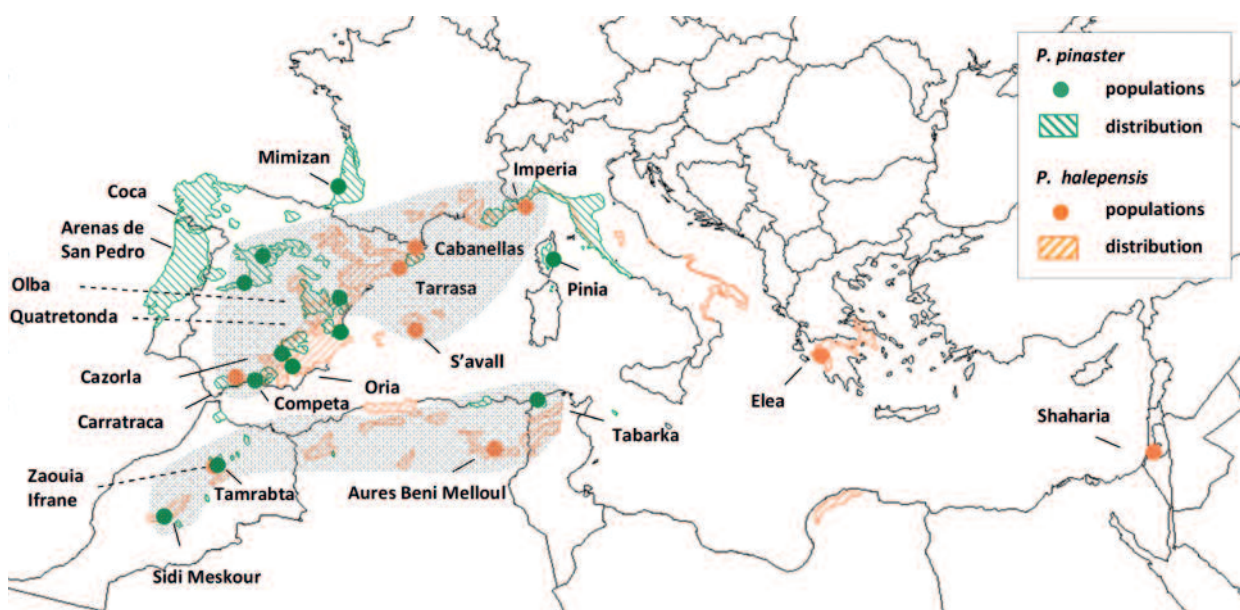 P. pinaster
populations
distribution
P. halepensis
populations
distribution
Mimizan
Imperia
Coca
Arenas de
San Pedro
Cabanellas
Olba
Tarrasa
Pinia
Quatretonda
S'avall
Cazorla
Oria
Elea
Carratraca
Competa
Shaharia
Tabarka
Zaouia
Ifrane
Tamrabta
Aures Beni Melloul
Sidi Meskour